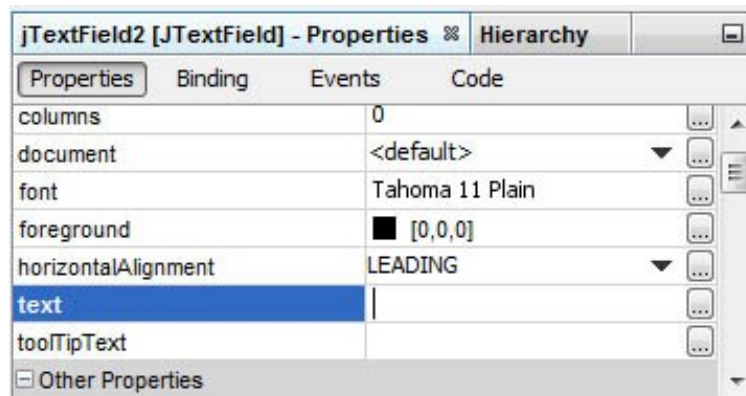 jTextField2 [JTextField] - Properties Hierarchy
Properties Binding Events Code
columns 0 ...
document <default> ...
font Tahoma 11 Plain ...
foreground [0,0,0] ...
horizontalAlignment LEADING ...
text ...
toolTipText ...
Other Properties